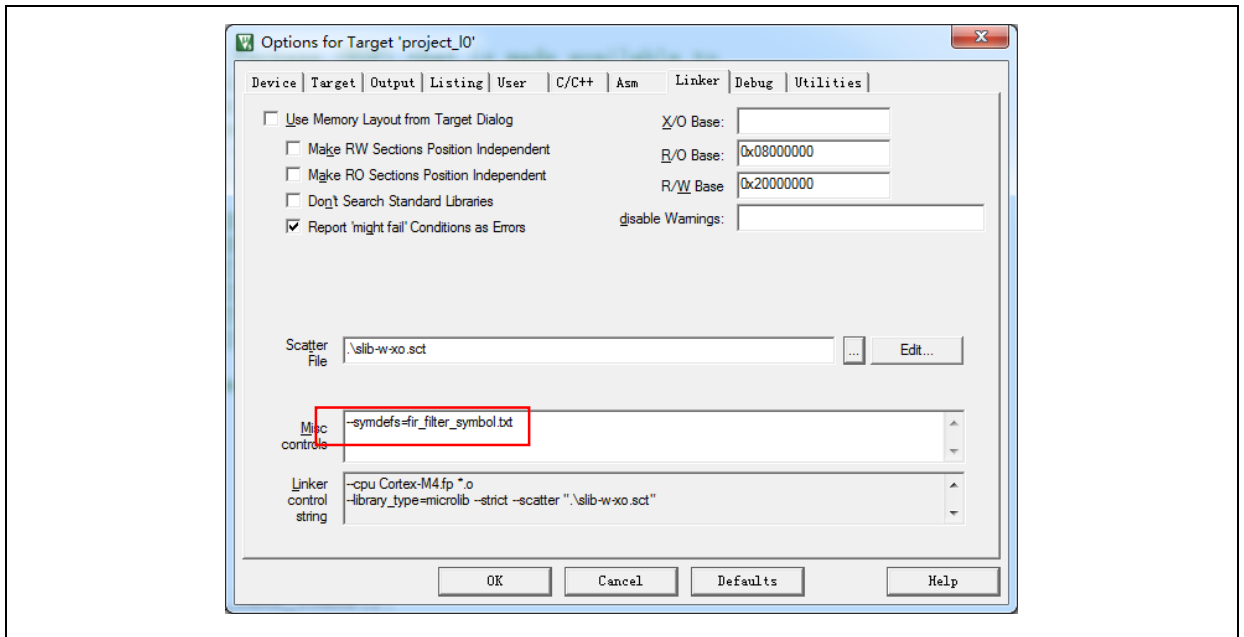 Options for Target 'project_l0'
Device Target Output Listing User C/C++ Asm Linker Debug Utilities
Use Memory Layout from Target Dialog
Make RW Sections Position Independent
Make RO Sections Position Independent
Don't Search Standard Libraries
Report 'might fail' Conditions as Errors
X/O Base:
R/O Base: 0x08000000
R/W Base 0x20000000
disable Warnings:
Scatter
File
.\slib-w-xo.sct
...
Edit...
Misc
controls
--symdefs=fir_filter_symbol.txt
Linker
control
string
--cpu Cortex-M4.fp *.o
--library_type=microlib --strict --scatter ".\slib-w-xo.sct"
OK Cancel Defaults Help